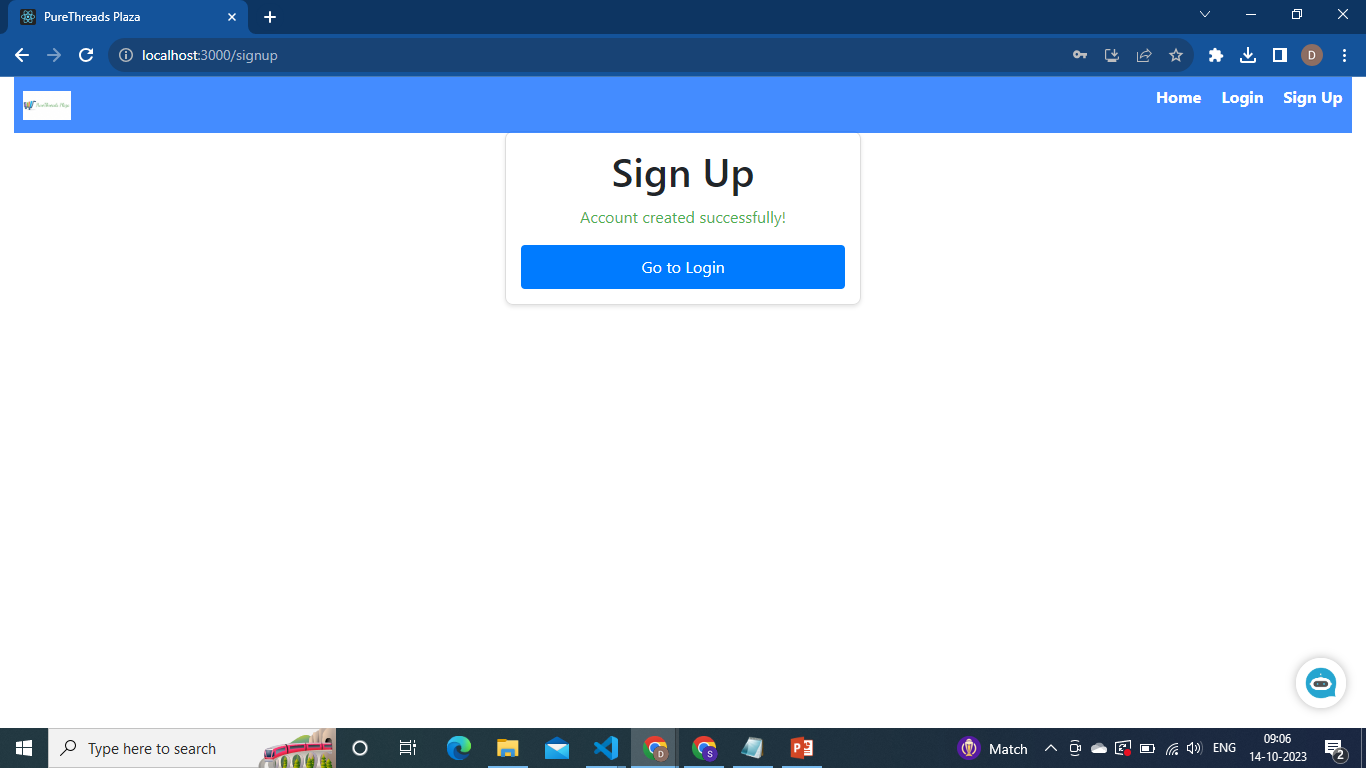 PureThreads Plaza
localhost:3000/signup
D
PureThreads Plaza
Home Login Sign Up
Sign Up
Account created successfully!
Go to Login
Type here to search
D
S
Match
ENG
09:06
14-10-2023
2